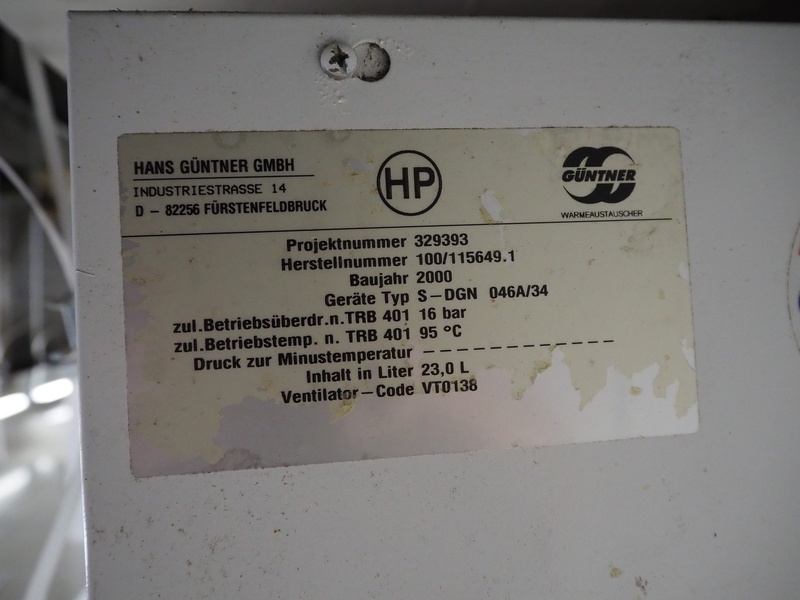 HANS GÜNTNER GMBH
INDUSTRIESTRASSE 14
D – 82256 FÜRSTENFELDBRUCK
HP
GÜNTNER
WÄRMEAUSTAUSCHER
Projektnummer 329393
Herstellnummer 100/115649.1
Baujahr 2000
Geräte Typ S–DGN 046A/34
zul.Betriebsüberdr.n.TRB 401 16 bar
zul.Betriebstemp. n. TRB 401 95 °C
Druck zur Minustemperatur – – – – – – – – – – – – –
Inhalt in Liter 23,0 L
Ventilator–Code VT0138